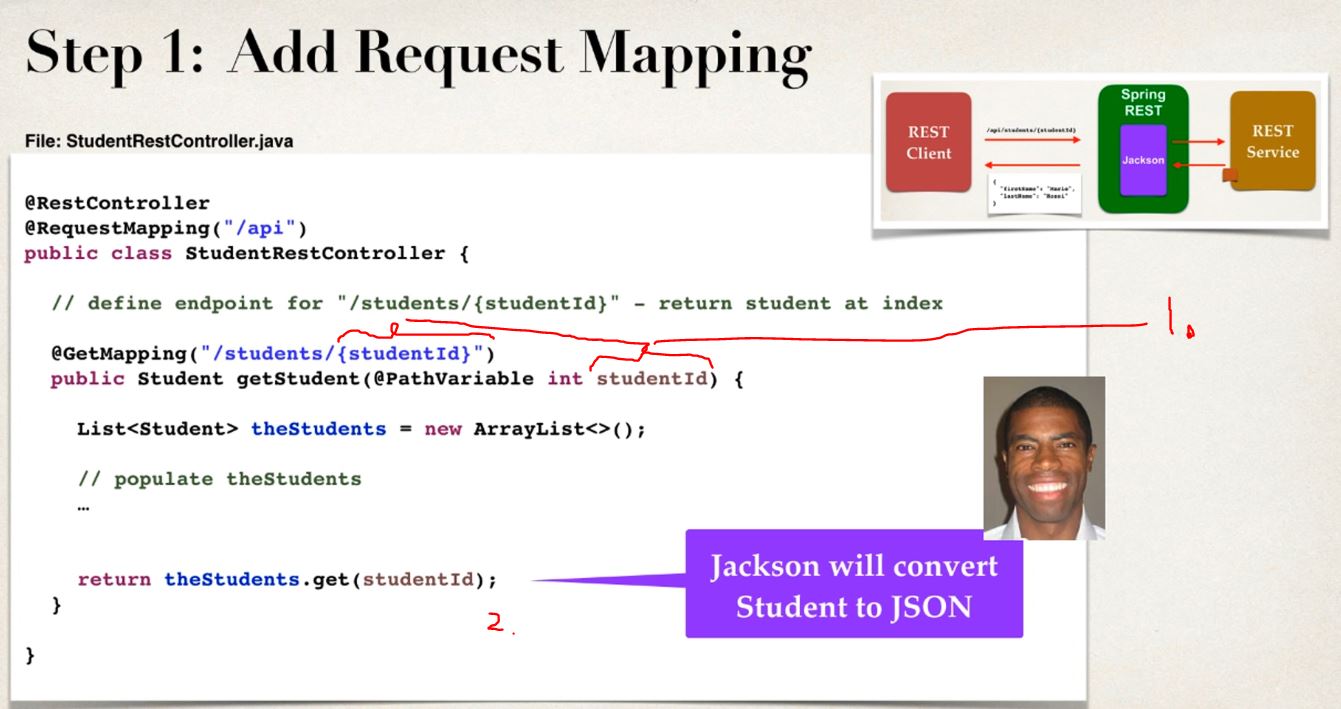 Step 1: Add Request Mapping
File: StudentRestController.java
@RestController
@RequestMapping("/api")
public class StudentRestController {
// define endpoint for "/students/{studentId}" – return student at index
@GetMapping("/students/{studentId}")
public Student getStudent(@PathVariable int studentId) {
List<Student> theStudents = new ArrayList<>();
// populate theStudents
…
return theStudents.get(studentId);
}
}
REST
Client
/api/students/{studentId}
{
"firstName": "Mario",
"lastName": "Rossi"
}
Spring
REST
Jackson
REST
Service
1.
Jackson will convert
Student to JSON
2.